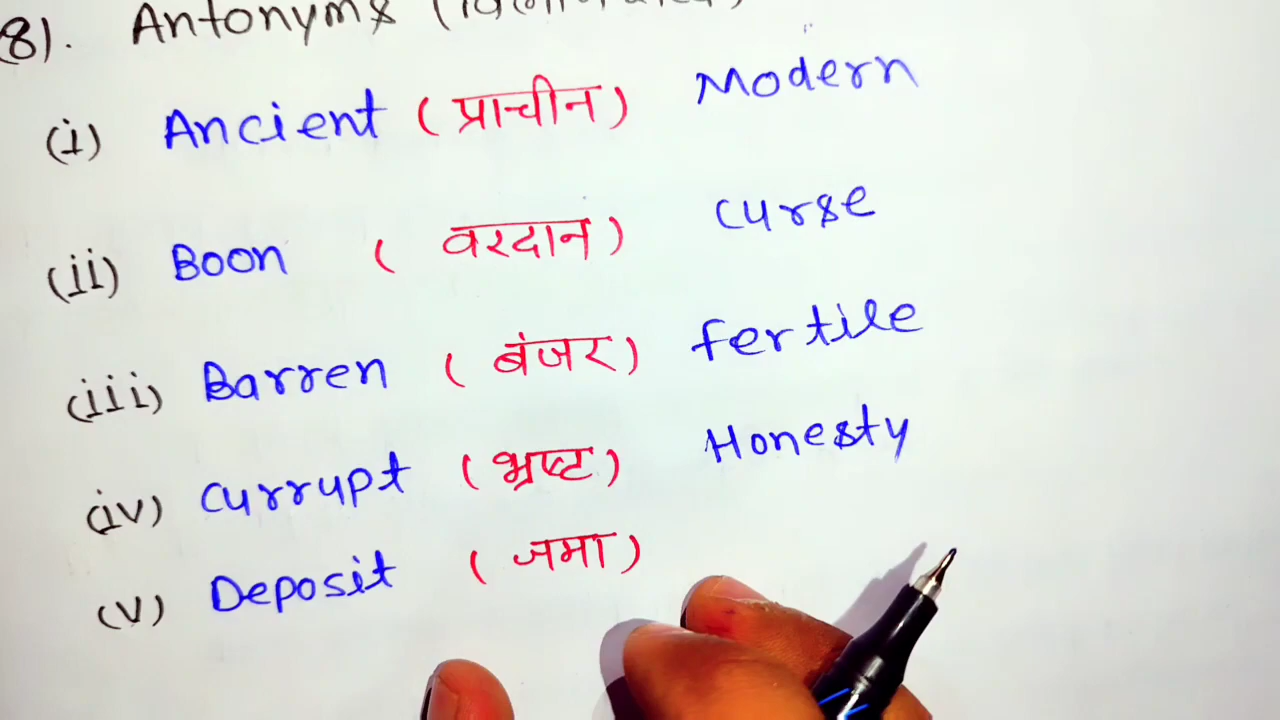 (8). Antonyms (
(i) Ancient (प्राचीन) Modern
(ii) Boon (वरदान) curse
(iii) Barren (बंजर) fertile
(iv) Currupt (भ्रष्ट) Honesty
(v) Deposit (जमा)